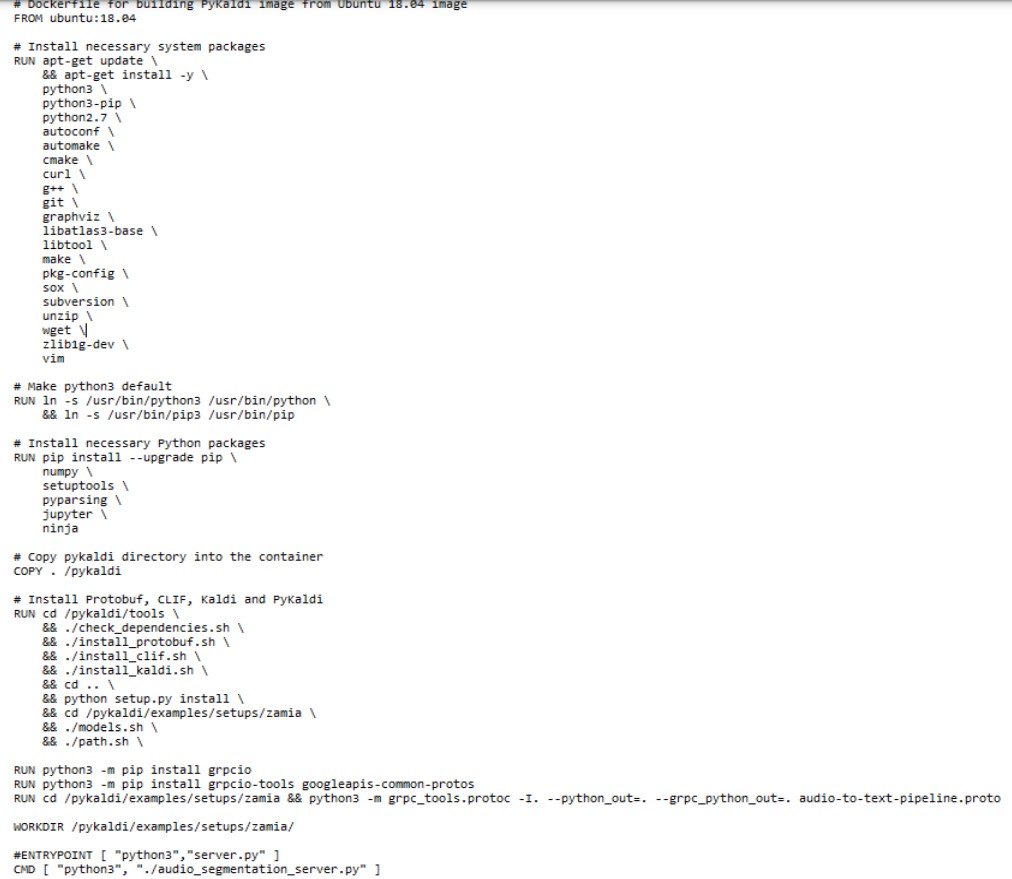 # Dockerfile for building PyKaldi image from Ubuntu 18.04 image
FROM ubuntu:18.04
# Install necessary system packages
RUN apt-get update \
    && apt-get install -y \
    python3 \
    python3-pip \
    python2.7 \
    autoconf \
    automake \
    cmake \
    curl \
    g++ \
    git \
    graphviz \
    libatlas3-base \
    libtool \
    make \
    pkg-config \
    sox \
    subversion \
    unzip \
    wget \
    zlib1g-dev \
    vim
# Make python3 default
RUN ln -s /usr/bin/python3 /usr/bin/python \
    && ln -s /usr/bin/pip3 /usr/bin/pip
# Install necessary Python packages
RUN pip install --upgrade pip \
    numpy \
    setuptools \
    pyparsing \
    jupyter \
    ninja
# Copy pykaldi directory into the container
COPY . /pykaldi
# Install Protobuf, CLIF, Kaldi and PyKaldi
RUN cd /pykaldi/tools \
    && ./check_dependencies.sh \
    && ./install_protobuf.sh \
    && ./install_clif.sh \
    && ./install_kaldi.sh \
    && cd .. \
    && python setup.py install \
    && cd /pykaldi/examples/setups/zamia \
    && ./models.sh \
    && ./path.sh \
RUN python3 -m pip install grpcio
RUN python3 -m pip install grpcio-tools googleapis-common-protos
RUN cd /pykaldi/examples/setups/zamia && python3 -m grpc_tools.protoc -I. --python_out=. --grpc_python_out=. audio-to-text-pipeline.proto
WORKDIR /pykaldi/examples/setups/zamia/
#ENTRYPOINT [ "python3","server.py" ]
CMD [ "python3", "./audio_segmentation_server.py" ]